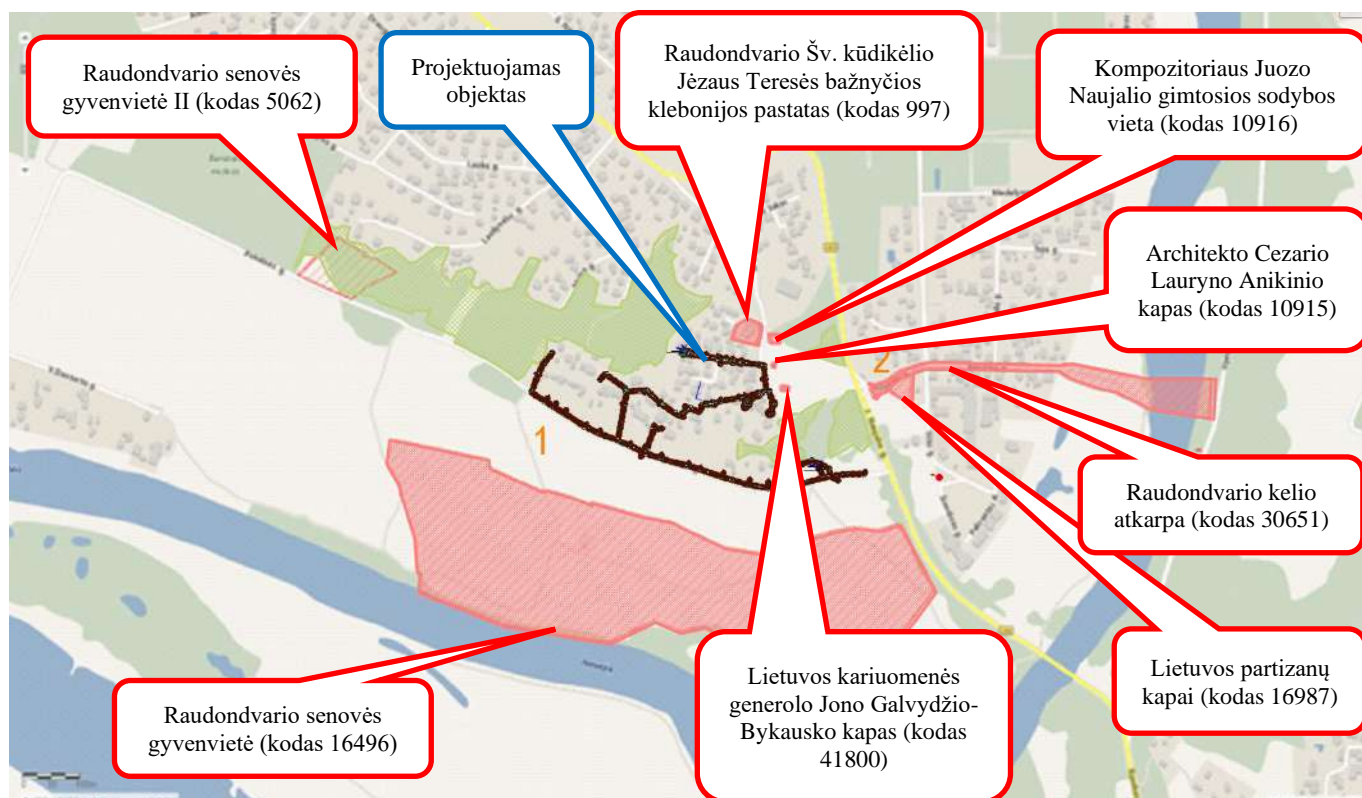 Raudondvario senovės
gyvenvietė II (kodas 5062)
Projektuojamas
objektas
Raudondvario Šv. kūdikėlio
Jėzaus Teresės bažnyčios
klebonijos pastatas (kodas 997)
Kompozitoriaus Juozo
Naujalio gimtosios sodybos
vieta (kodas 10916)
Architekto Cezario
Lauryno Anikinio
kapas (kodas 10915)
2
1
Raudondvario kelio
atkarpa (kodas 30651)
Lietuvos partizanų
kapai (kodas 16987)
Lietuvos kariuomenės
generolo Jono Galvydžio-
Bykausko kapas (kodas
41800)
Raudondvario senovės
gyvenvietė (kodas 16496)